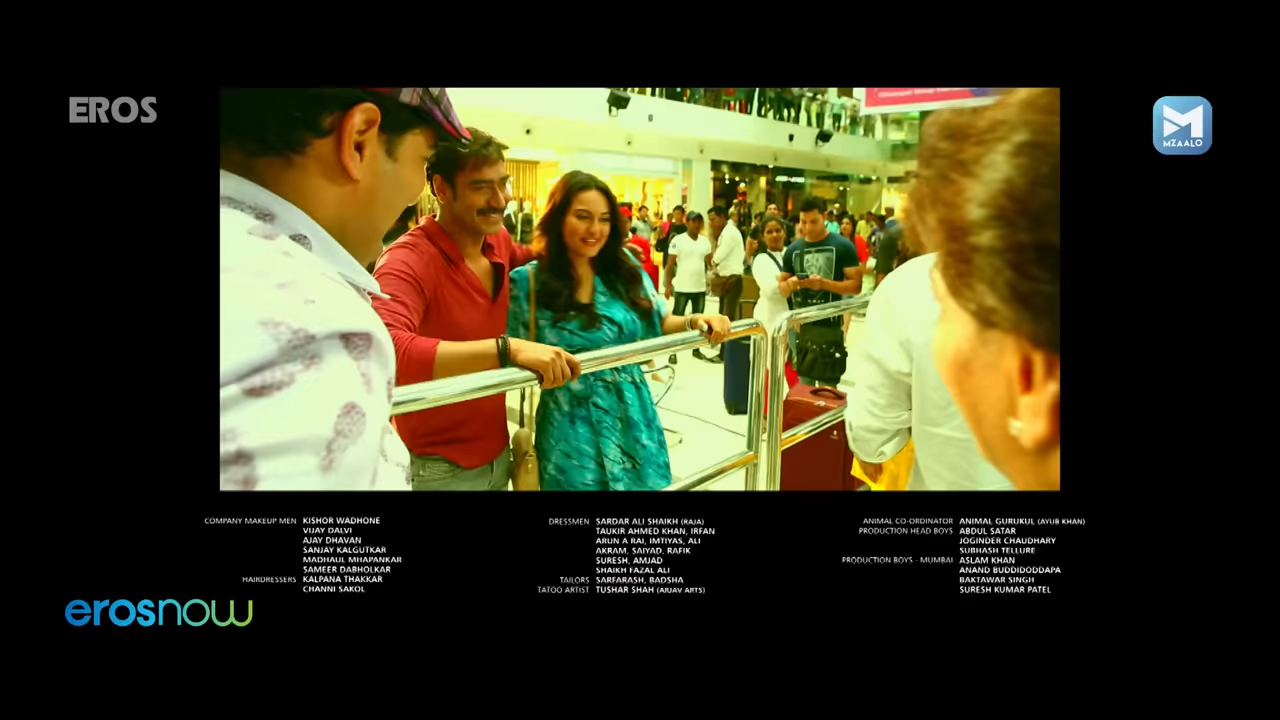 EROS
MZAALO
COMPANY MAKEUP MEN KISHOR WADHONE
VIJAY DALVI
AJAY DHAVAN
SANJAY KALGUTKAR
MADHAUL MHAPANKAR
SAMEER DABHOLKAR
HAIRDRESSERS KALPANA THAKKAR
CHANNI SAKOL
DRESSMEN SARDAR ALI SHAIKH (RAJA)
TAUKIR AHMED KHAN, IRFAN
ARUN A RAI, IMTIYAS, ALI
AKRAM, SAIYAD, RAFIK
SURESH, AMJAD
SHAIKH FAZAL ALI
TAILORS SARFARASH, BADSHA
TATOO ARTIST TUSHAR SHAH (AIUAV ARTS)
ANIMAL CO-ORDINATOR ANIMAL GURUKUL (AYUB KHAN)
PRODUCTION HEAD BOYS ABDUL SATAR
JOGINDER CHAUDHARY
SUBHASH TELLURE
PRODUCTION BOYS - MUMBAI ASLAM KHAN
ANAND BUDDIDODDAPA
BAKTAWAR SINGH
SURESH KUMAR PATEL
erosnow